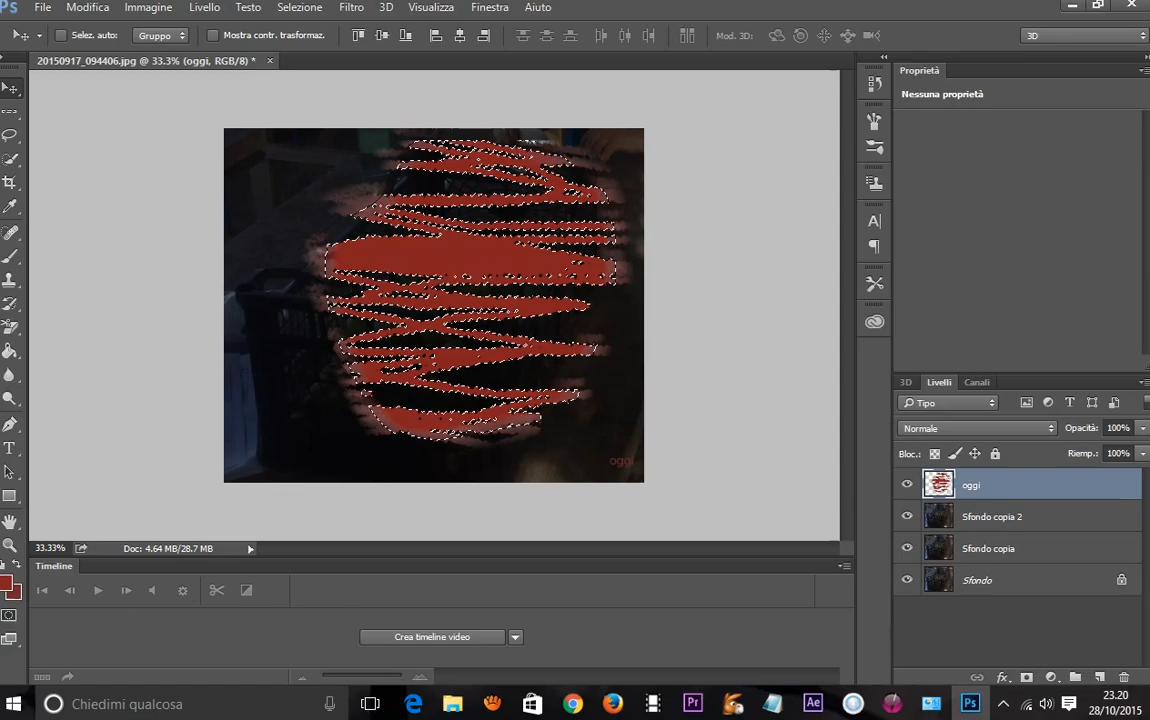 Ps File Modifica Immagine Livello Testo Selezione Filtro 3D Visualizza Finestra Aiuto
Selez. auto: Gruppo Mostra contr. trasformaz. Mod. 3D: 3D
20150917_094406.jpg @ 33.3% (oggi, RGB/8) * ×
Proprietà
Nessuna proprietà
oggi
3D Livelli Canali
Tipo
Normale Opacità: 100%
Bloc.: Riemp.: 100%
oggi
Sfondo copia 2
Sfondo copia
Sfondo
33.33% Doc: 4.64 MB/28.7 MB
Timeline
Crea timeline video
Chiedimi qualcosa
23.20
28/10/2015